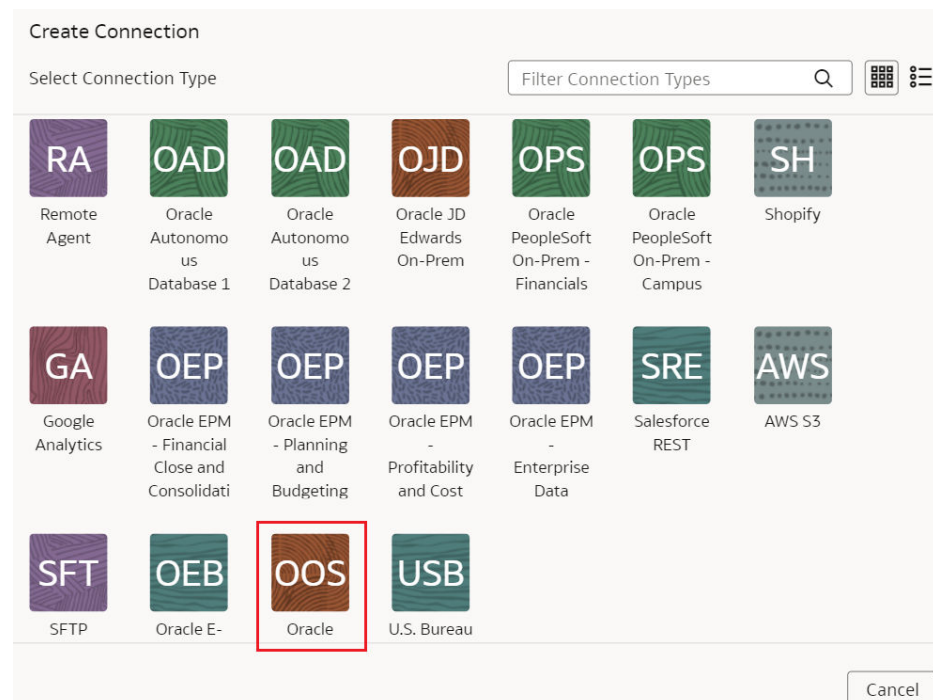 Create Connection
Select Connection Type
Filter Connection Types
RA
OAD
OAD
OJD
OPS
OPS
SH
Remote
Agent
Oracle
Autonomo
us
Database 1
Oracle
Autonomo
us
Database 2
Oracle JD
Edwards
On-Prem
Oracle
PeopleSoft
On-Prem -
Financials
Oracle
PeopleSoft
On-Prem -
Campus
Shopify
GA
OEP
OEP
OEP
OEP
SRE
AWS
Google
Analytics
Oracle EPM
- Financial
Close and
Consolidati
Oracle EPM
- Planning
and
Budgeting
Oracle EPM
-
Profitability
and Cost
Oracle EPM
-
Enterprise
Data
Salesforce
REST
AWS S3
SFT
OEB
OOS
USB
SFTP
Oracle E-
Oracle
U.S. Bureau
Cancel